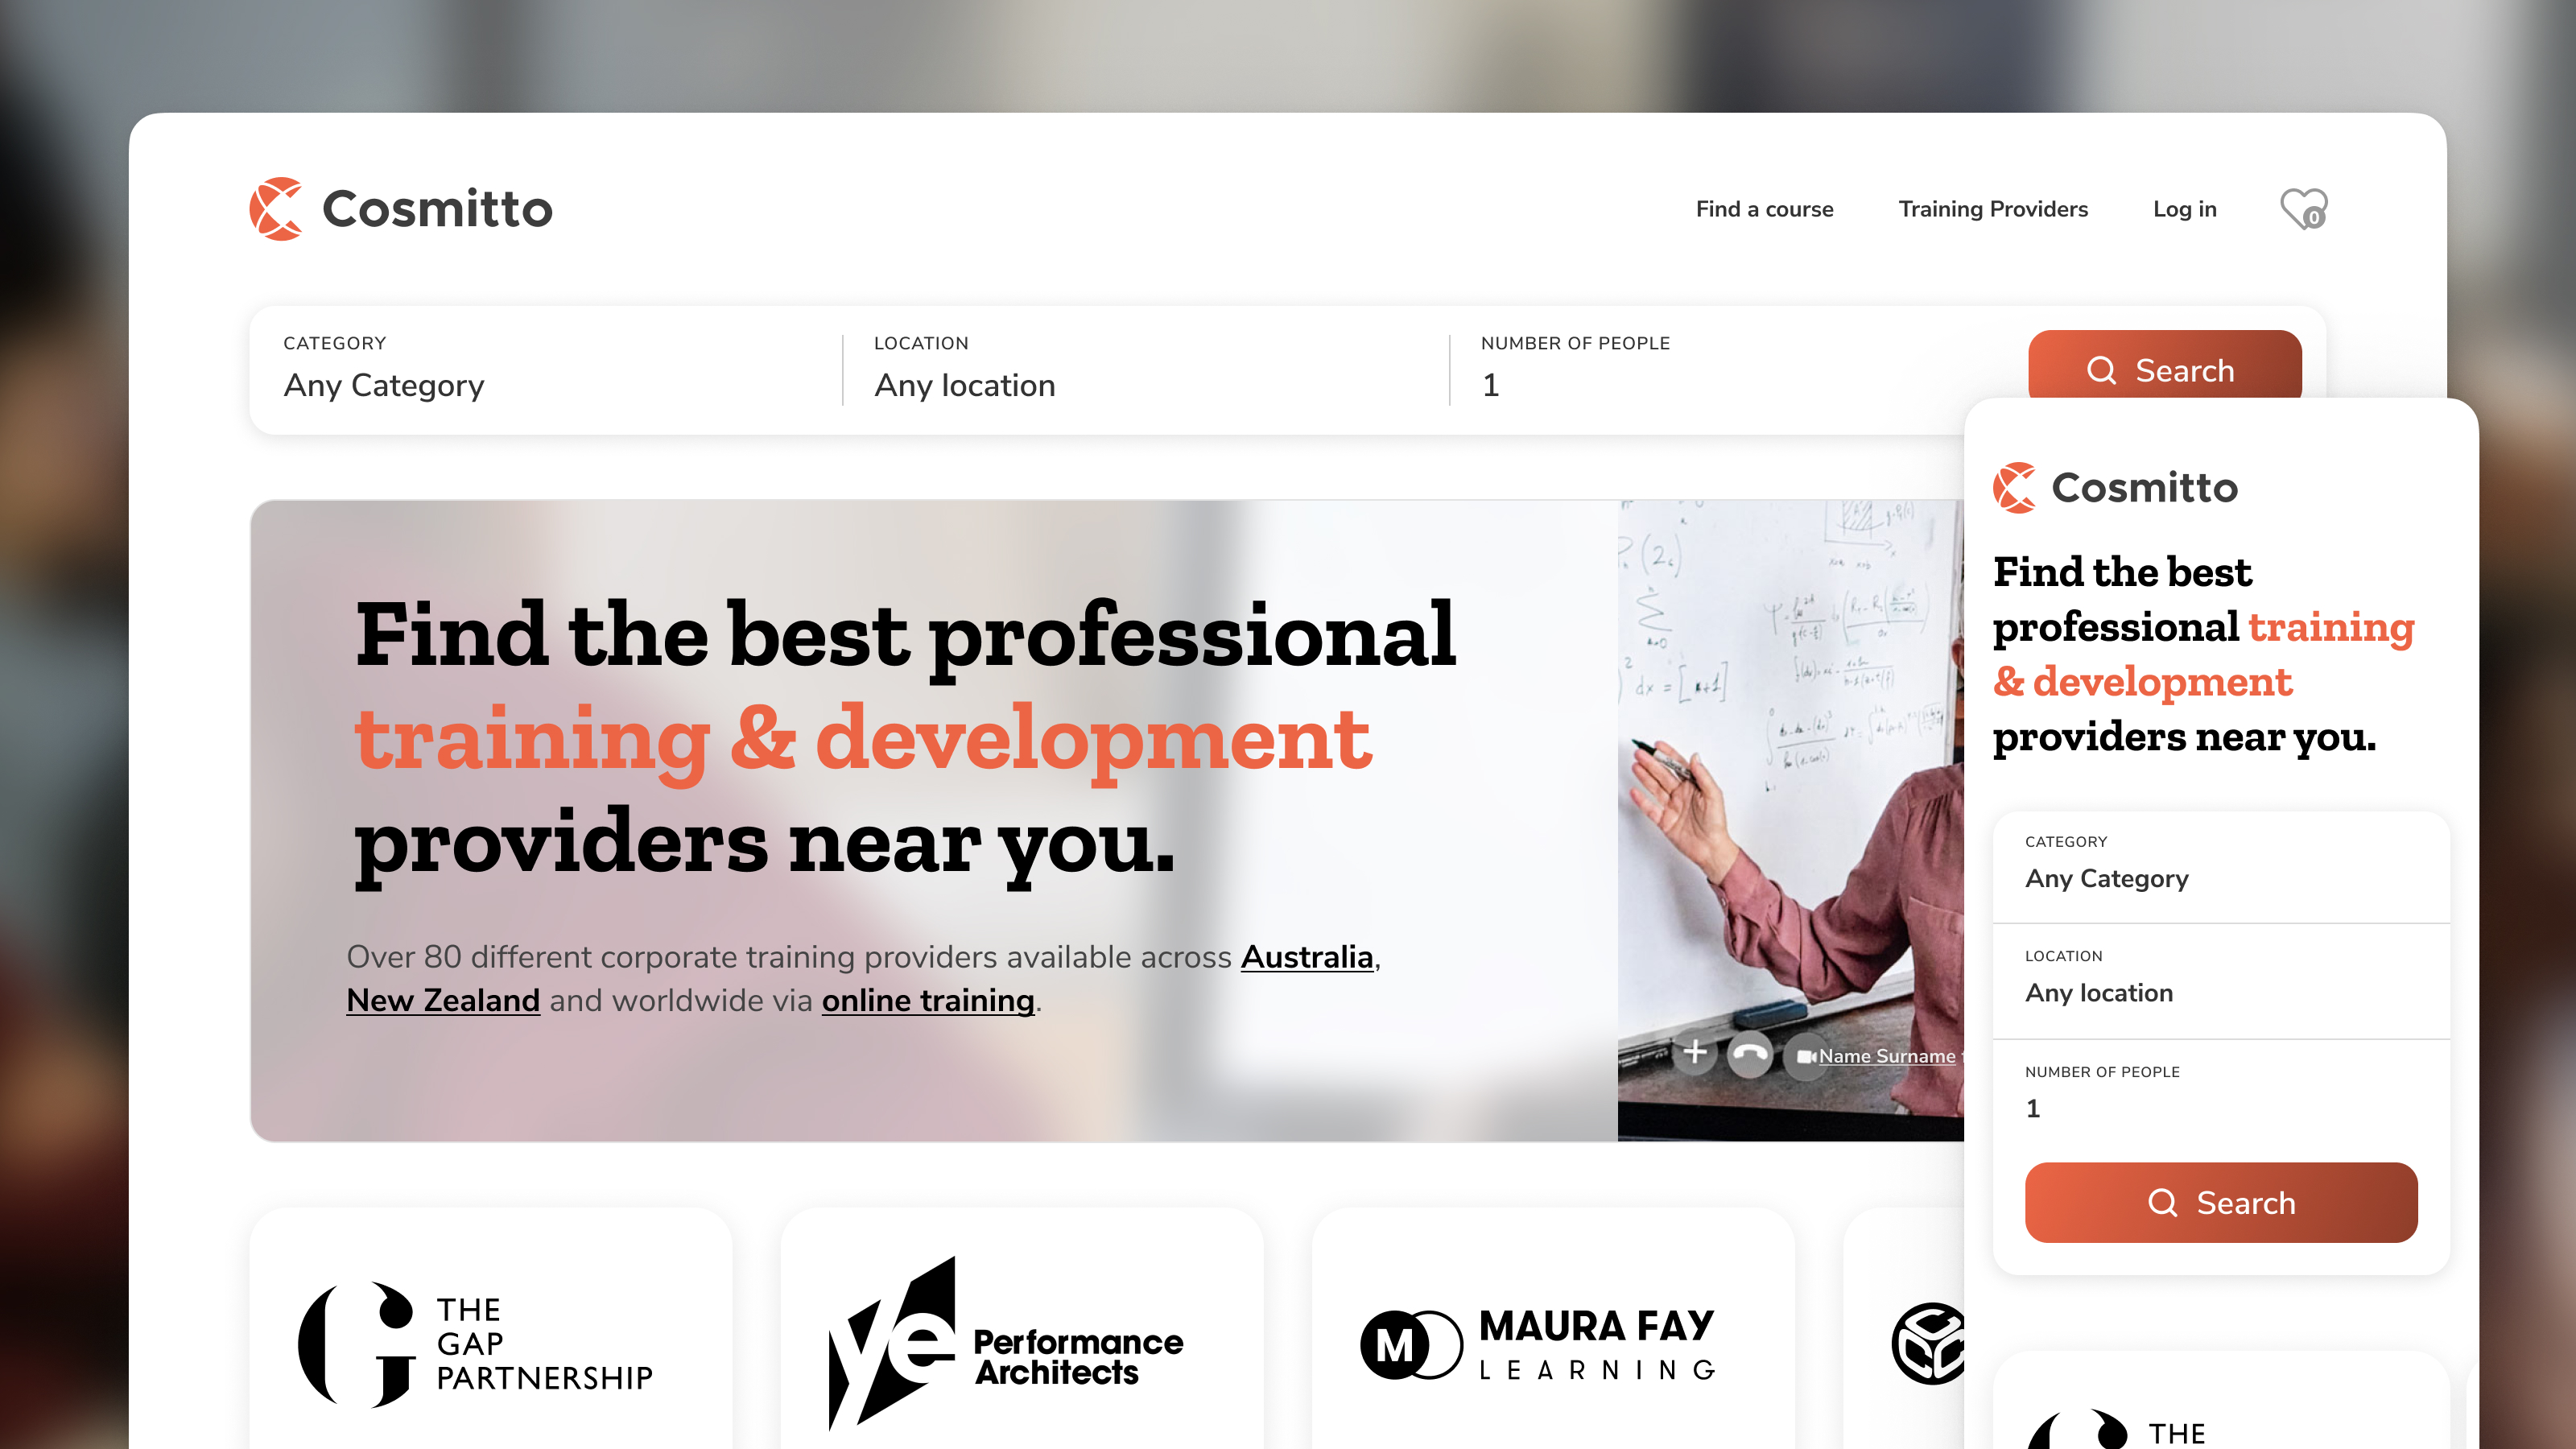 Cosmitto
Find a course
Training Providers
Log in
0
CATEGORY
Any Category
LOCATION
Any location
NUMBER OF PEOPLE
1
Search
Find the best professional
training & development
providers near you.
Over 80 different corporate training providers available across Australia,
New Zealand and worldwide via online training.
Name Surname
THE
GAP
PARTNERSHIP
ye
Performance
Architects
M
MAURA FAY
LEARNING
Cosmitto
Find the best
professional training
& development
providers near you.
CATEGORY
Any Category
LOCATION
Any location
NUMBER OF PEOPLE
1
Search
THE